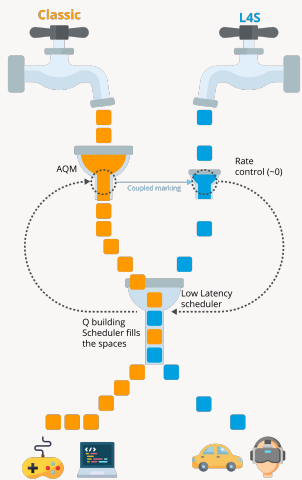 Classic
L4S
AQM
Rate
control (~0)
Coupled marking
Low Latency
scheduler
Q building
Scheduler fills
the spaces
</>